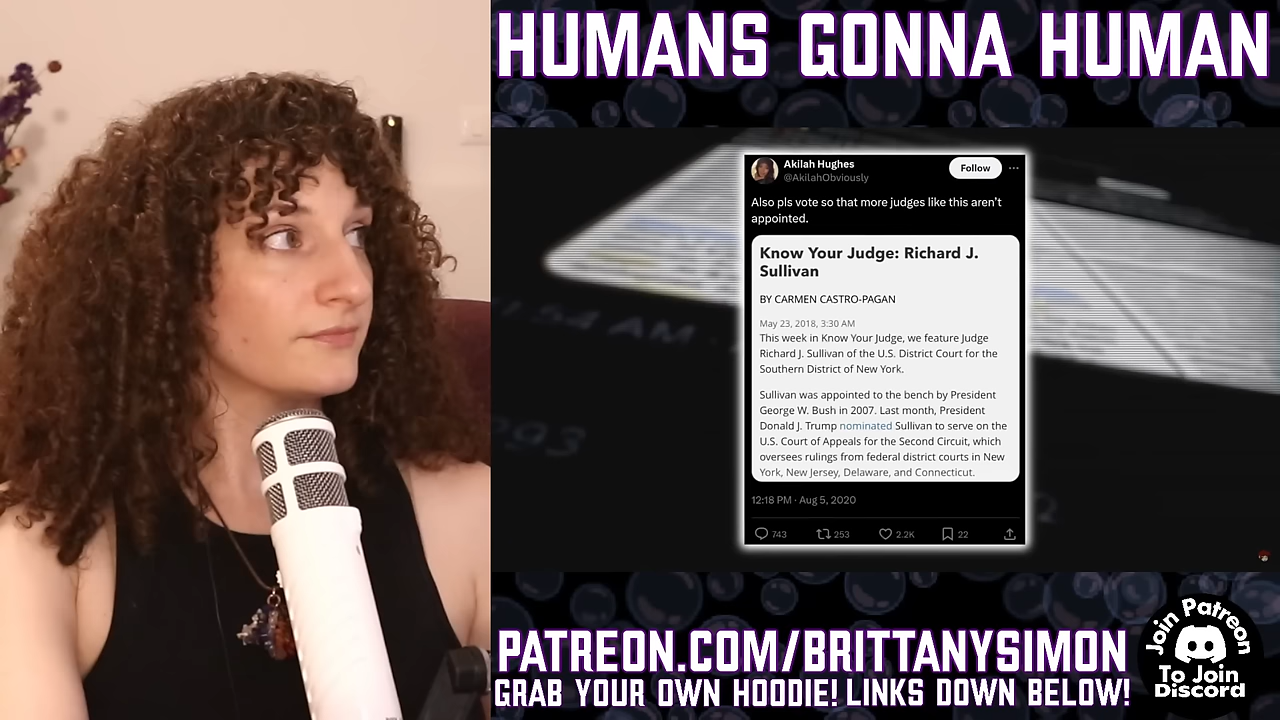 HUMANS GONNA HUMAN
Akilah Hughes
@AkilahObviously
Follow
Also pls vote so that more judges like this aren't
appointed.
Know Your Judge: Richard J.
Sullivan
BY CARMEN CASTRO-PAGAN
May 23, 2018, 3:30 AM
This week in Know Your Judge, we feature Judge
Richard J. Sullivan of the U.S. District Court for the
Southern District of New York.
Sullivan was appointed to the bench by President
George W. Bush in 2007. Last month, President
Donald J. Trump nominated Sullivan to serve on the
U.S. Court of Appeals for the Second Circuit, which
oversees rulings from federal district courts in New
York, New Jersey, Delaware, and Connecticut.
12:18 PM · Aug 5, 2020
743 253 2.2K 22
PATREON.COM/BRITTANYSIMON
GRAB YOUR OWN HOODIE! LINKS DOWN BELOW!
Join Patreon
To Join
Discord